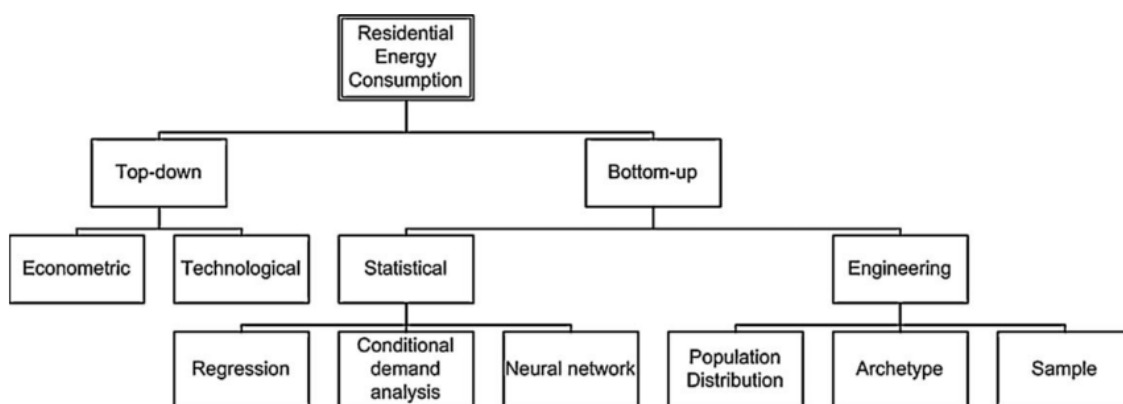 Residential
Energy
Consumption
Top-down
Bottom-up
Econometric
Technological
Statistical
Engineering
Regression
Conditional
demand
analysis
Neural network
Population
Distribution
Archetype
Sample